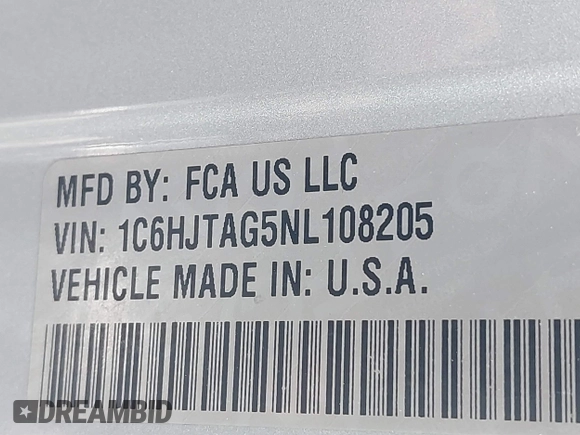 MFD BY: FCA US LLC
VIN: 1C6HJTAG5NL108205
VEHICLE MADE IN: U.S.A.
DREAMBID